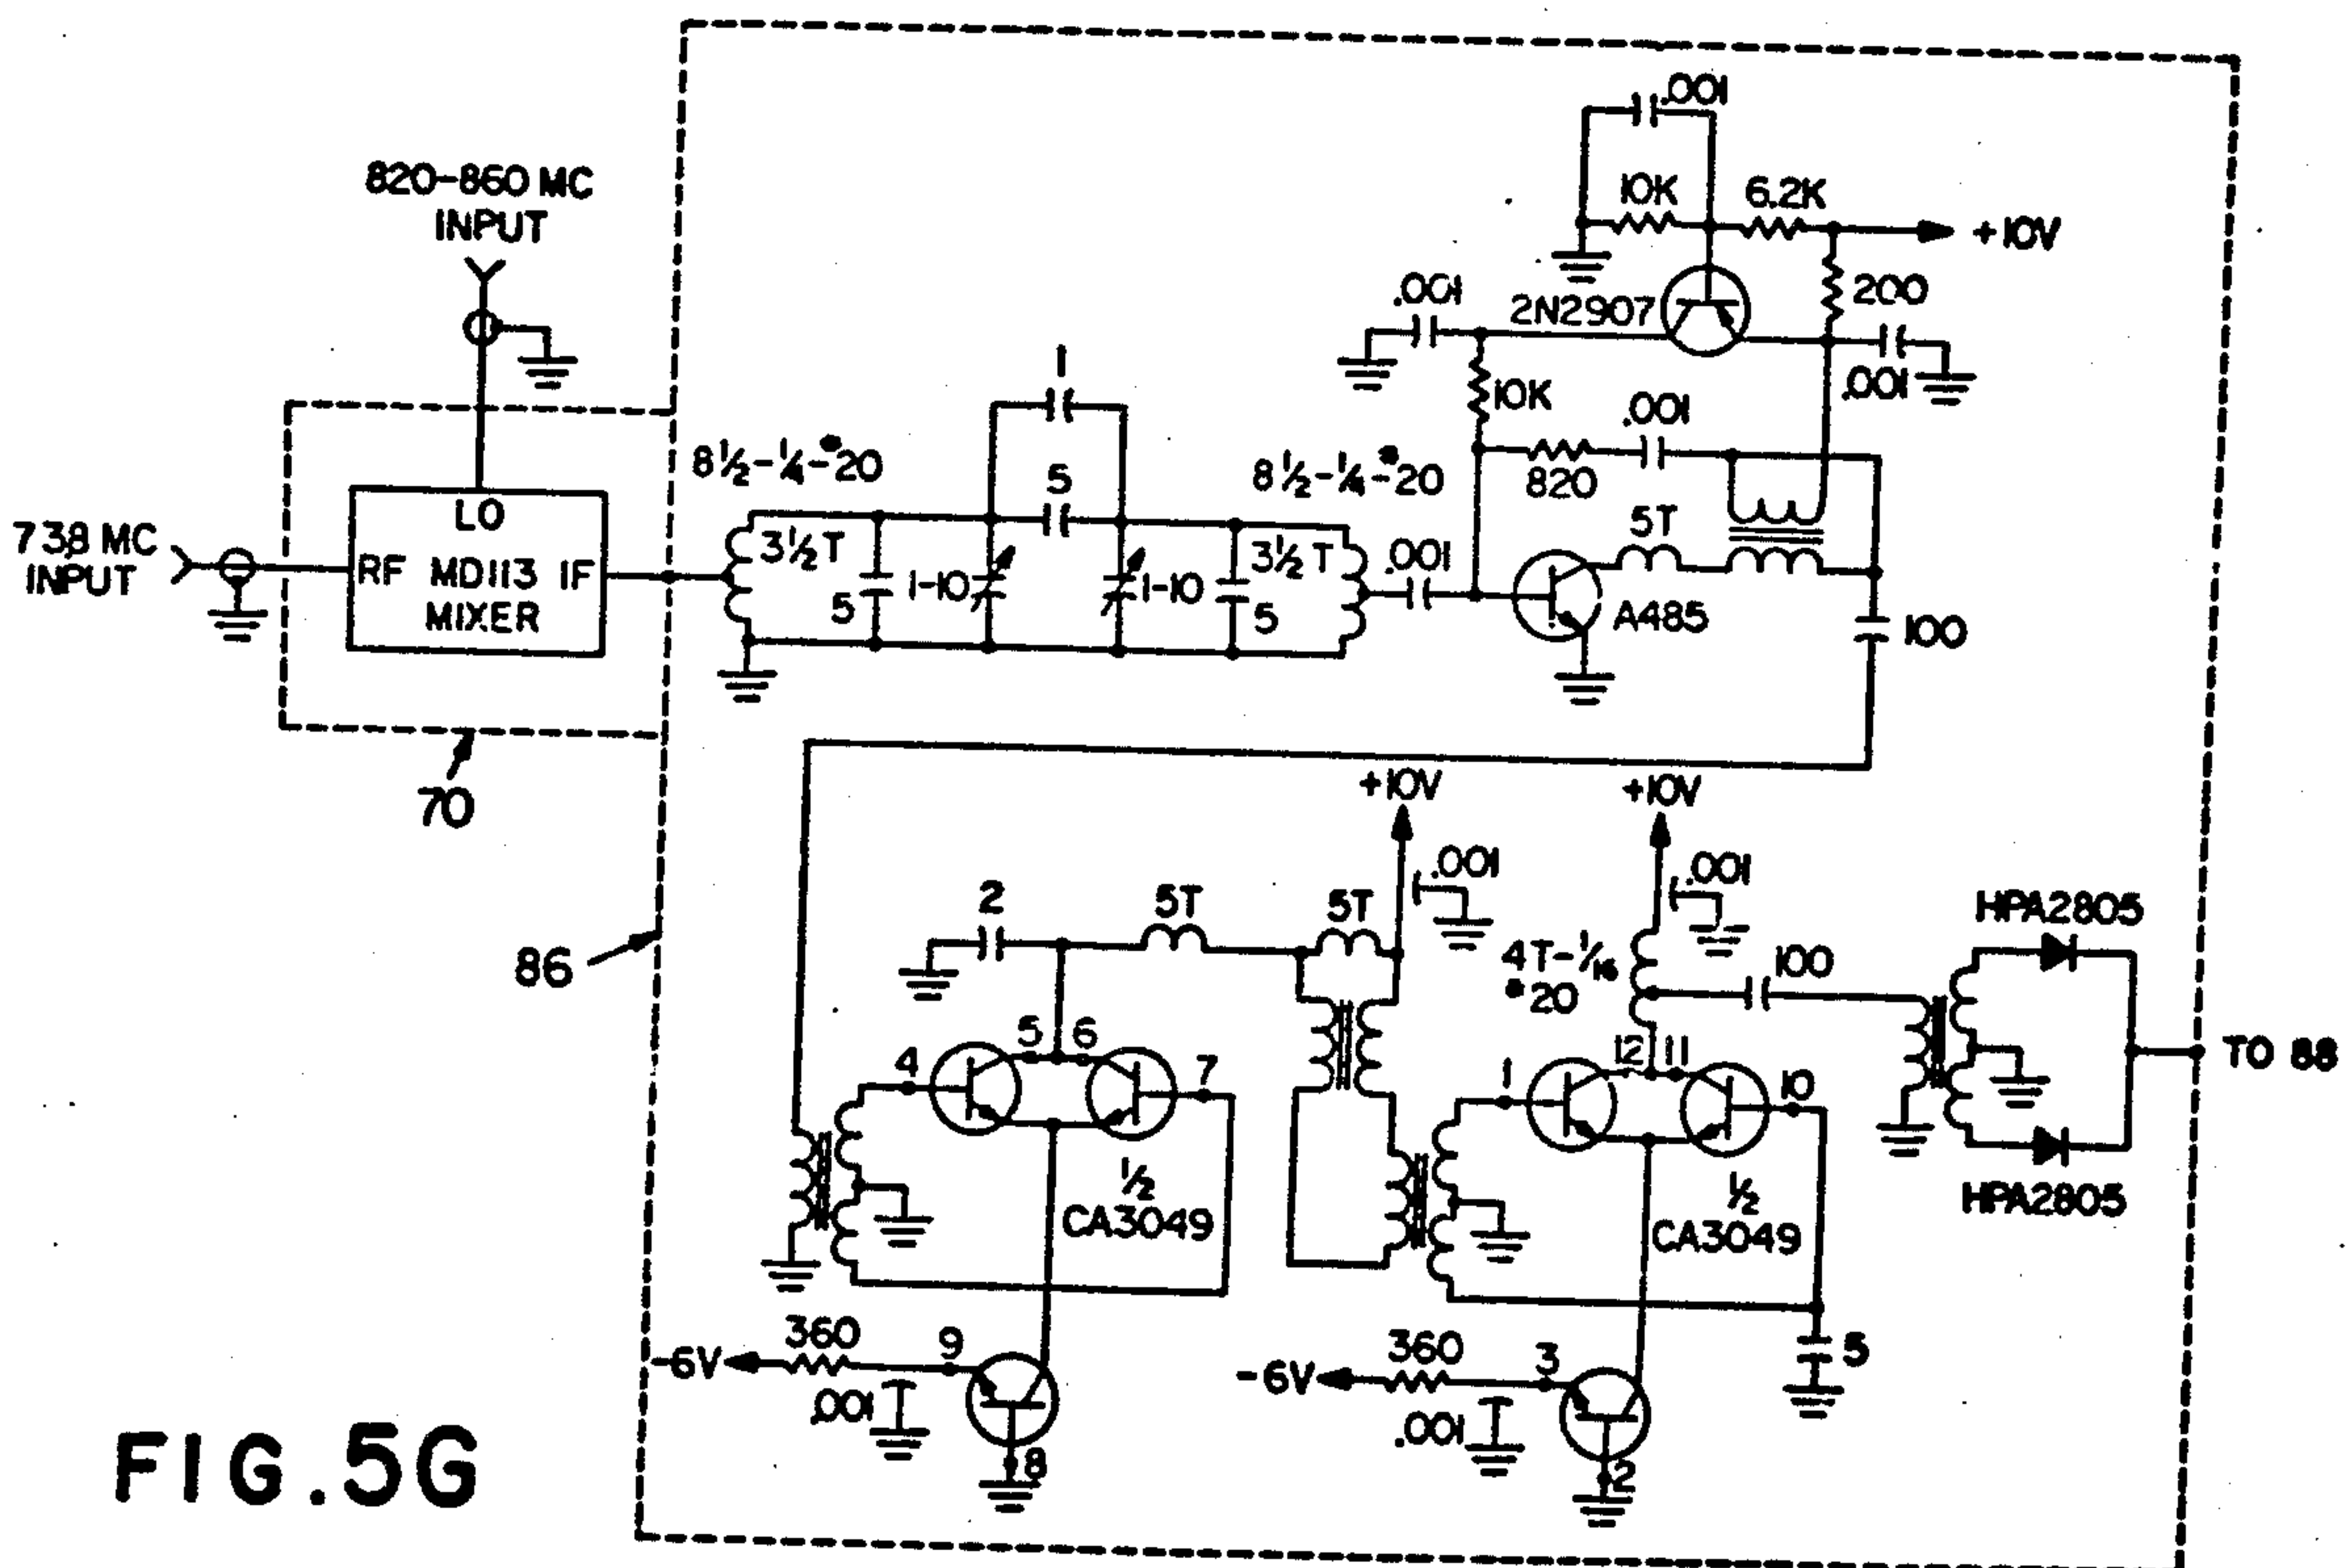 820-860 MC
INPUT
738 MC
INPUT
LO
RF MD113 IF
MIXER
70
86
.001
10K
6.2K
+10V
200
2N2907
.001
.001
10K
.001
820
5T
A485
100
1
5
8½-¼-#20
3½T
5
1-10
1-10
8½-¼-#20
3½T
5
.001
+10V
+10V
.001
.001
2
5T
5T
4T-1/16
#20
100
HPA2805
HPA2805
TO 88
4
5
6
7
½
CA3049
1
12
11
10
½
CA3049
5
-6V
360
9
.001
8
-6V
360
3
.001
2
FIG.5G